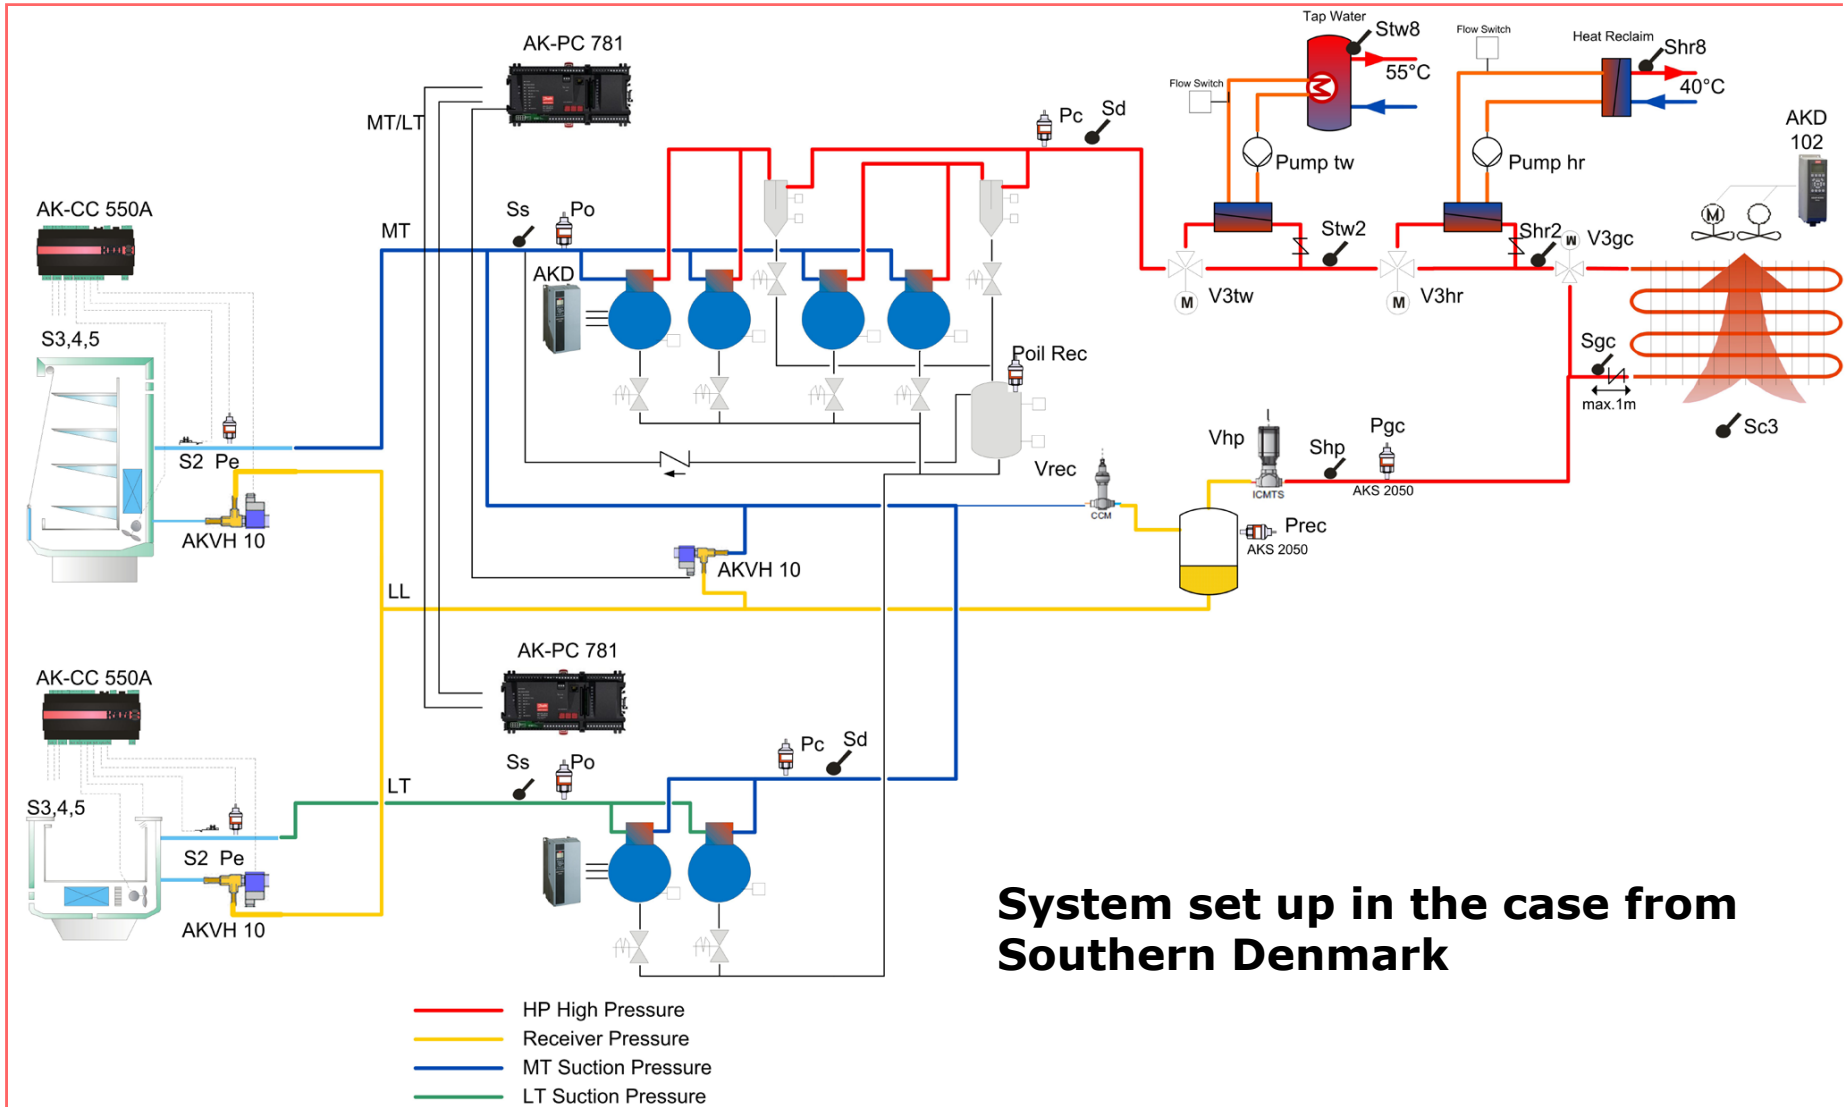 AK-PC 781
Tap Water
Stw8
Flow Switch
Heat Reclaim
Shr8
55°C
40°C
Flow Switch
AKD
102
MT/LT
Pc
Sd
Pump tw
Pump hr
AK-CC 550A
Ss
Po
MT
M
Stw2
Shr2
M
V3gc
AKD
M
V3tw
M
V3hr
S3,4,5
Poil Rec
Sgc
max.1m
Sc3
S2
Pe
Vhp
Shp
Pgc
Vrec
ICMTS
AKS 2050
CCM
Prec
AKS 2050
AKVH 10
AKVH 10
LL
AK-PC 781
AK-CC 550A
Ss
Po
Pc
Sd
LT
S3,4,5
S2
Pe
AKVH 10
System set up in the case from
Southern Denmark
HP High Pressure
Receiver Pressure
MT Suction Pressure
LT Suction Pressure